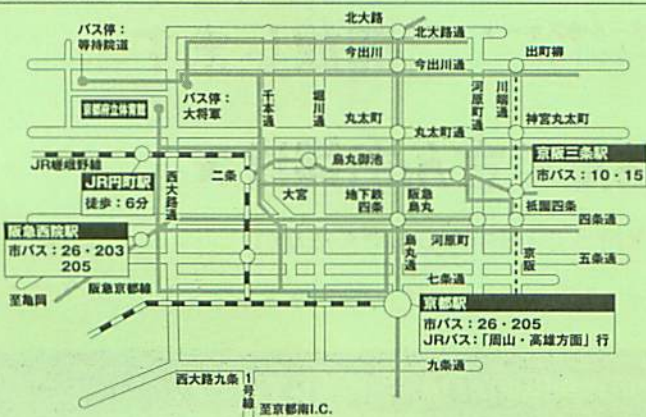 北大路
北大路通
バス停：
等持院道
今出川
今出川通
出町柳
京都府立体育館
バス停：
大将軍
千本通
堀川通
河原町通
川端通
丸太町
丸太町通
神宮丸太町
JR嵯峨野線
JR円町駅
徒歩：6分
西大路通
二条
烏丸御池
京阪三条駅
市バス：10・15
大宮
地下鉄
四条
阪急
烏丸
祇園四条
四条通
阪急西院駅
市バス：26・203
205
烏丸通
河原町
京阪
五条通
七条通
至亀岡
阪急京都線
京都駅
市バス：26・205
JRバス：「周山・高雄方面」行
九条通
西大路九条
1号線
至京都南I.C.